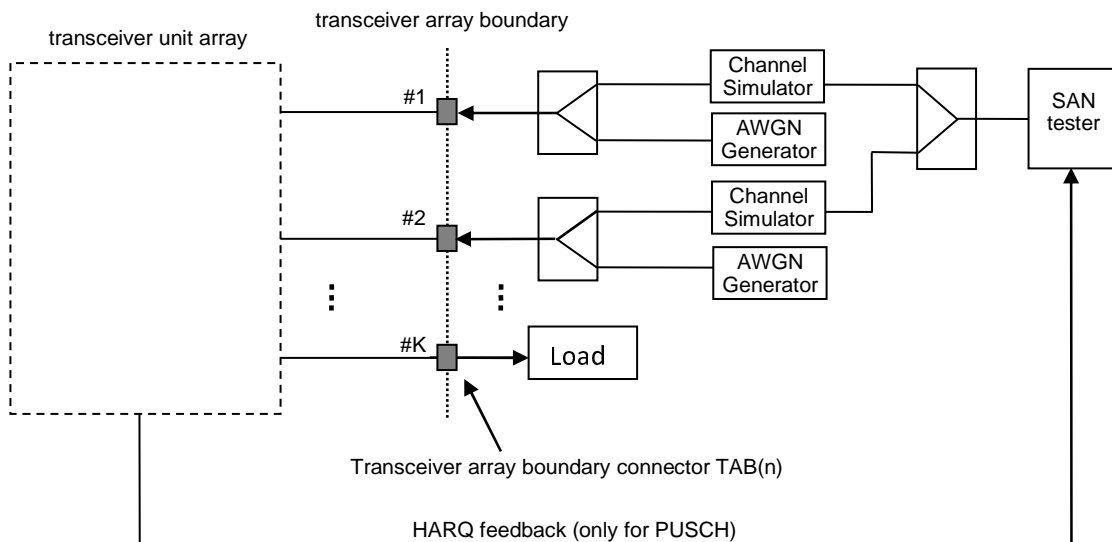 transceiver array boundary
transceiver unit array
#1
Channel
Simulator
AWGN
Generator
SAN
tester
#2
Channel
Simulator
AWGN
Generator
#K
Load
Transceiver array boundary connector TAB(n)
HARQ feedback (only for PUSCH)